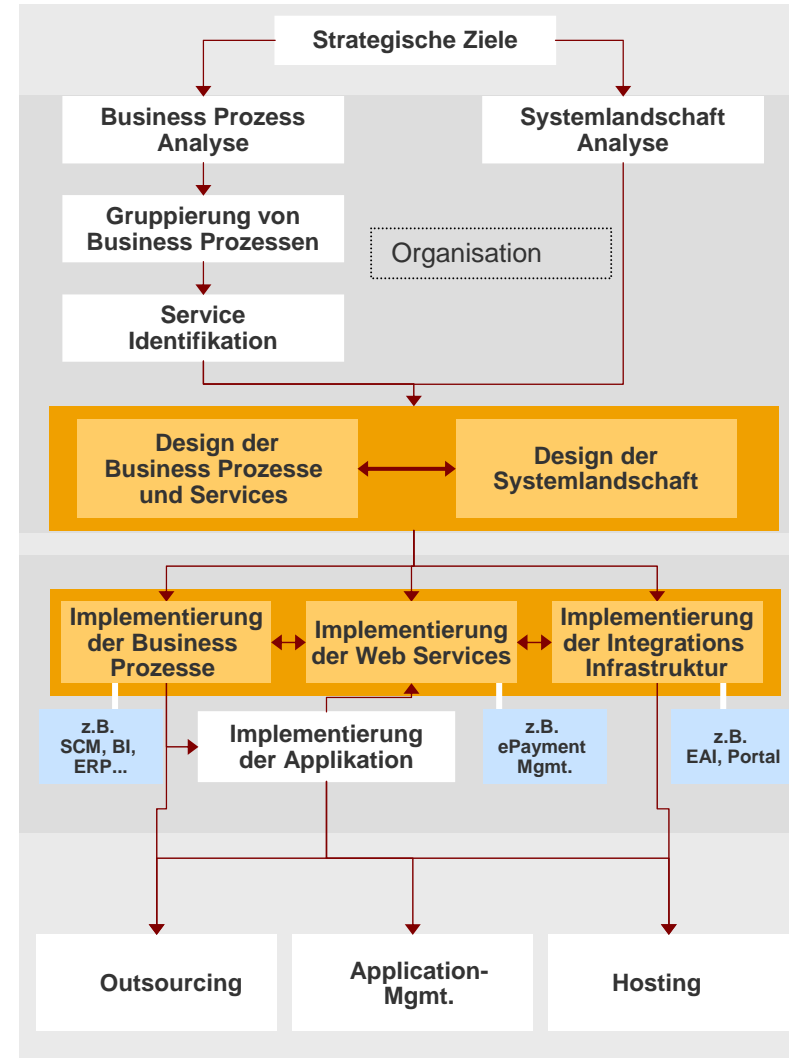 Strategische Ziele
Business Prozess
Analyse
Systemlandschaft
Analyse
Gruppierung von
Business Prozessen
Organisation
Service
Identifikation
Design der
Business Prozesse
und Services
Design der
Systemlandschaft
Implementierung
der Business
Prozesse
Implementierung
der Web Services
Implementierung
der Integrations
Infrastruktur
z.B.
SCM, BI,
ERP...
Implementierung
der Applikation
z.B.
ePayment
Mgmt.
z.B.
EAI, Portal
Outsourcing
Application-
Mgmt.
Hosting